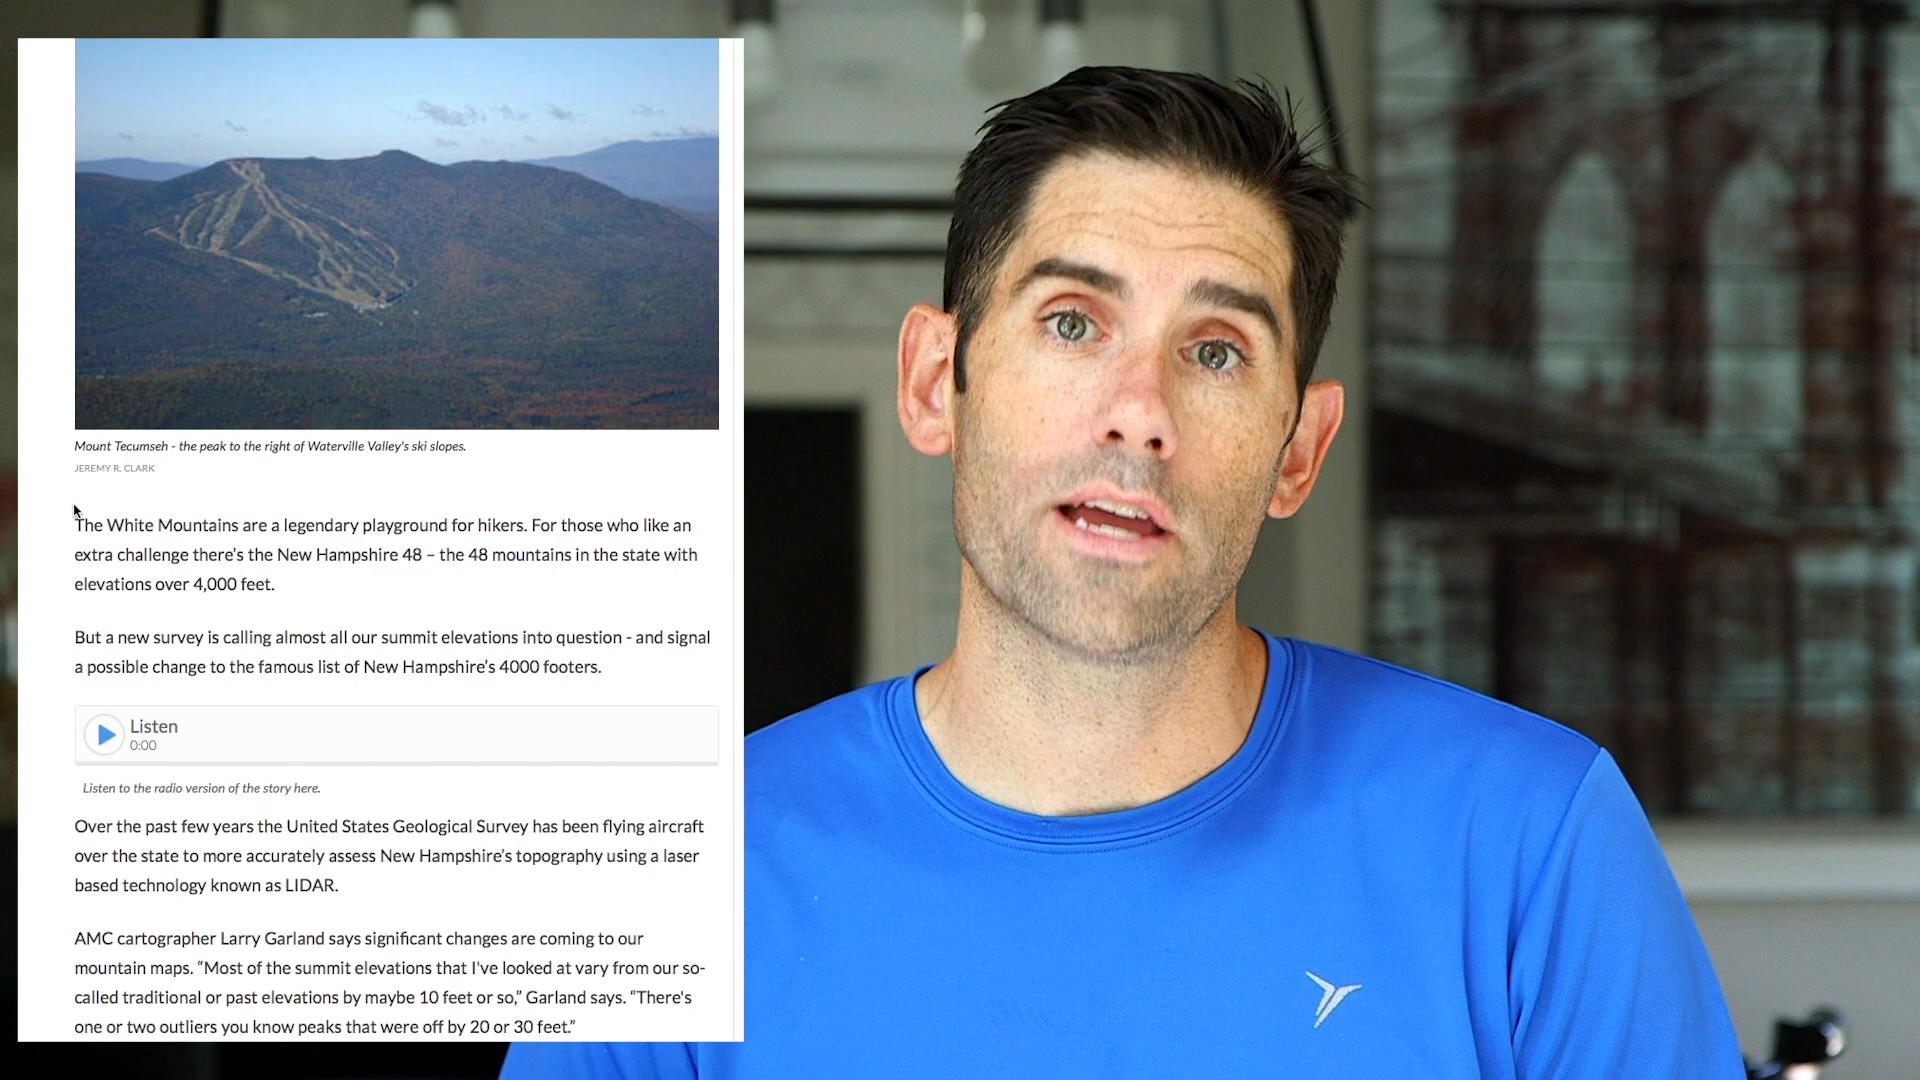 Mount Tecumseh - the peak to the right of Waterville Valley's ski slopes.
JEREMY R. CLARK
The White Mountains are a legendary playground for hikers. For those who like an
extra challenge there's the New Hampshire 48 – the 48 mountains in the state with
elevations over 4,000 feet.
But a new survey is calling almost all our summit elevations into question - and signal
a possible change to the famous list of New Hampshire's 4000 footers.
Listen
0:00
Listen to the radio version of the story here.
Over the past few years the United States Geological Survey has been flying aircraft
over the state to more accurately assess New Hampshire's topography using a laser
based technology known as LIDAR.
AMC cartographer Larry Garland says significant changes are coming to our
mountain maps. “Most of the summit elevations that I've looked at vary from our so-
called traditional or past elevations by maybe 10 feet or so,” Garland says. “There's
one or two outliers you know peaks that were off by 20 or 30 feet.”